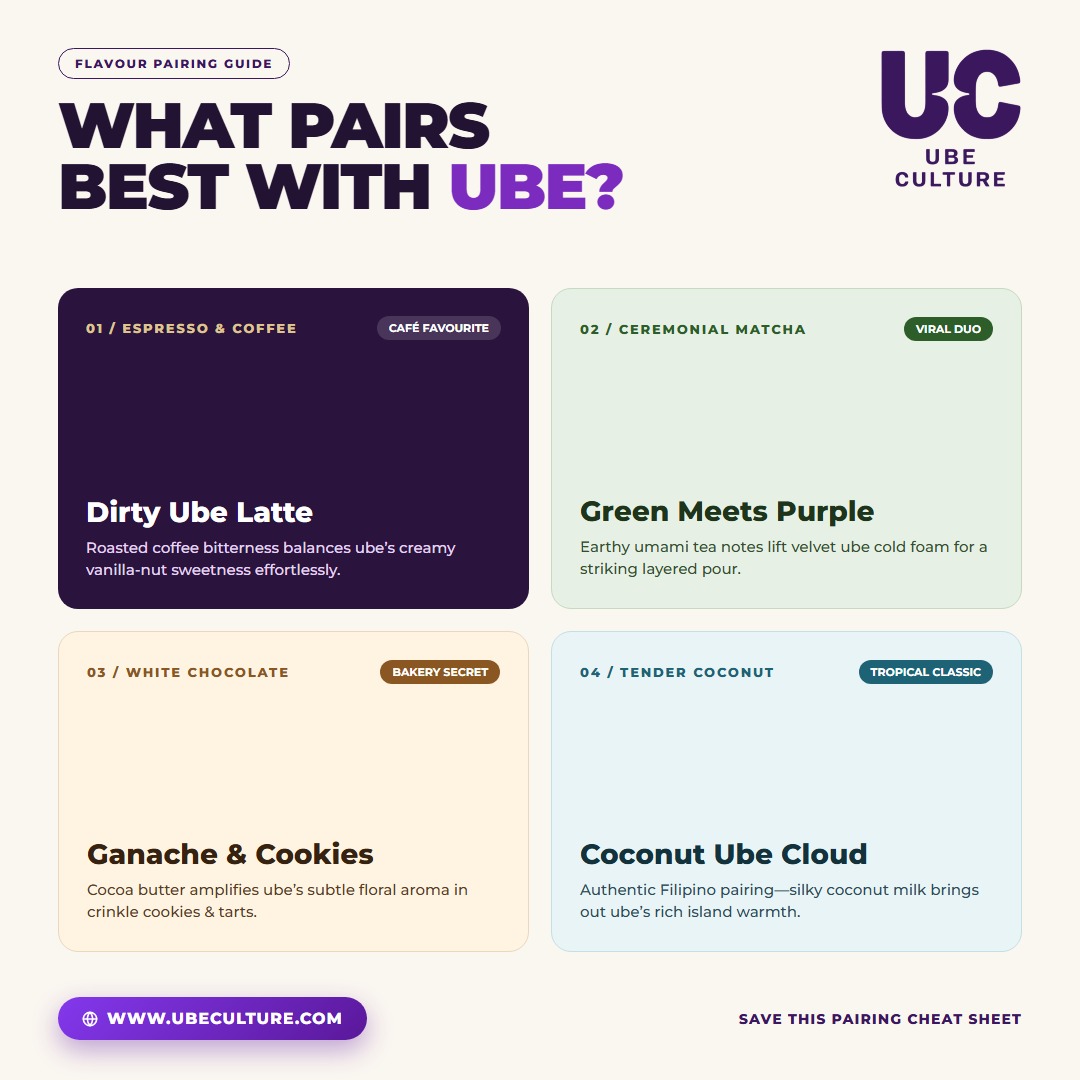 FLAVOUR PAIRING GUIDE
WHAT PAIRS
BEST WITH UBE?
UC
UBE
CULTURE
01 / ESPRESSO & COFFEE
CAFÉ FAVOURITE
Dirty Ube Latte
Roasted coffee bitterness balances ube’s creamy
vanilla-nut sweetness effortlessly.
02 / CEREMONIAL MATCHA
VIRAL DUO
Green Meets Purple
Earthy umami tea notes lift velvet ube cold foam for a
striking layered pour.
03 / WHITE CHOCOLATE
BAKERY SECRET
Ganache & Cookies
Cocoa butter amplifies ube’s subtle floral aroma in
crinkle cookies & tarts.
04 / TENDER COCONUT
TROPICAL CLASSIC
Coconut Ube Cloud
Authentic Filipino pairing—silky coconut milk brings
out ube’s rich island warmth.
WWW.UBECULTURE.COM
SAVE THIS PAIRING CHEAT SHEET